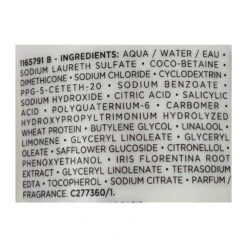 1165791 B - INGREDIENTS: AQUA / WATER / EAU •
SODIUM LAURETH SULFATE • COCO-BETAINE •
DIMETHICONE • SODIUM CHLORIDE • CYCLODEXTRIN •
PPG-5-CETETH-20 • SODIUM BENZOATE •
SODIUM HYDROXIDE • CITRIC ACID • SALICYLIC
ACID • POLYQUATERNIUM-6 • CARBOMER •
HYDROXYPROPYLTRIMONIUM HYDROLYZED
WHEAT PROTEIN • BUTYLENE GLYCOL • LINALOOL •
LIMONENE • GLYCERYL LINOLEATE • GLYCERYL OLEATE •
SAFFLOWER GLUCOSIDE • CITRONELLOL •
PHENOXYETHANOL • IRIS FLORENTINA ROOT
EXTRACT • GLYCERYL LINOLENATE • TETRASODIUM
EDTA • TOCOPHEROL • SODIUM CITRATE • PARFUM /
FRAGRANCE. C277360/1.